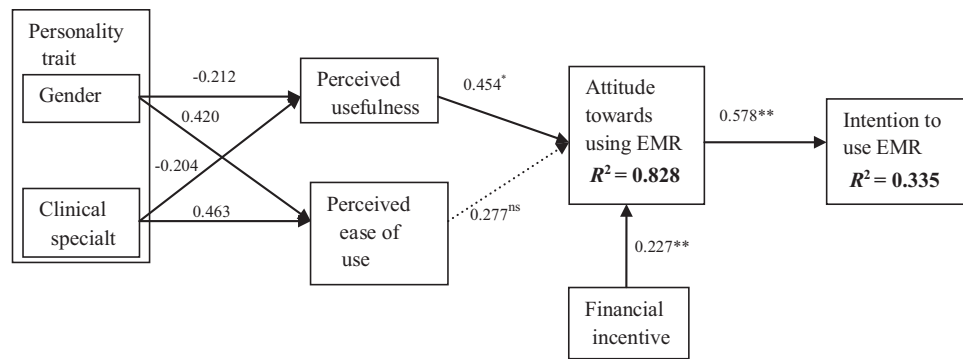 Personality
trait
Gender
Clinical
specialt
-0.212
0.420
-0.204
0.463
Perceived
usefulness
Perceived
ease of
use
0.454*
0.277ns
Attitude
towards
using EMR
R² = 0.828
0.227**
Financial
incentive
0.578**
Intention to
use EMR
R² = 0.335